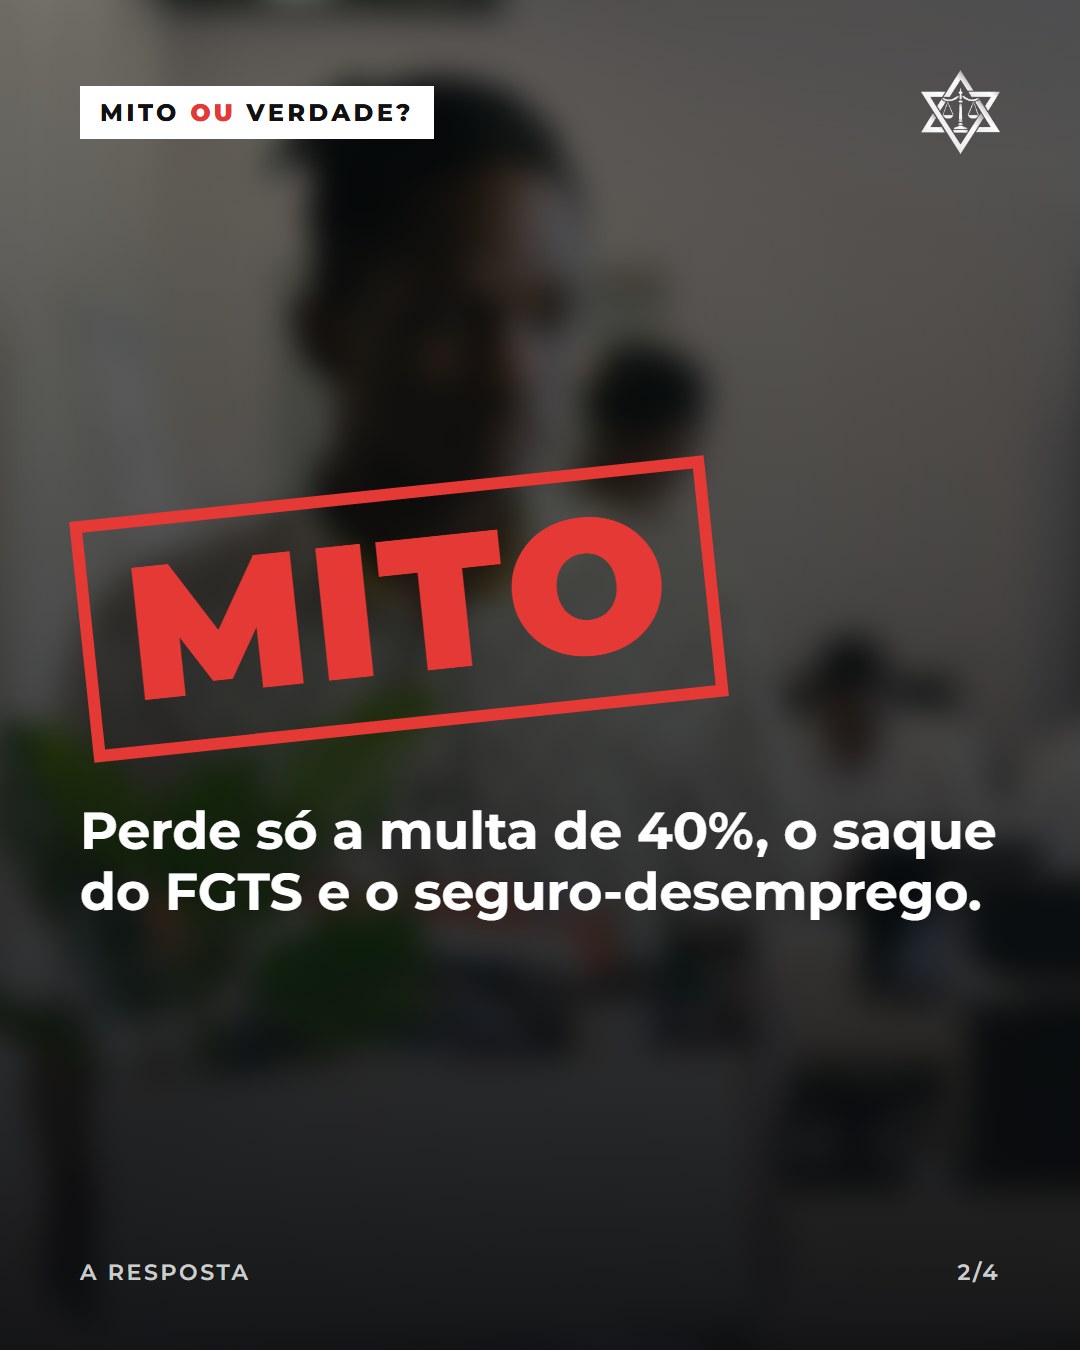 MITO OU VERDADE?
MITO
Perde só a multa de 40%, o saque
do FGTS e o seguro-desemprego.
A RESPOSTA
2/4